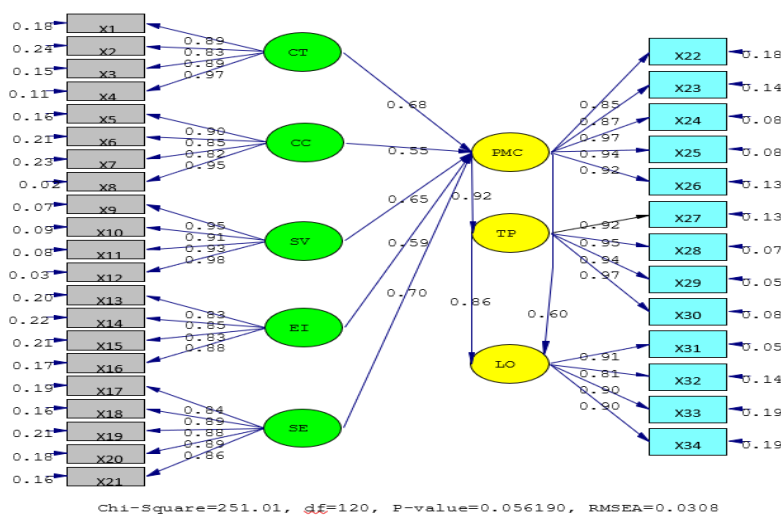 0.18 X1
0.24 X2
0.15 X3
0.11 X4
0.16 X5
0.21 X6
0.23 X7
0.02 X8
0.07 X9
0.09 X10
0.08 X11
0.03 X12
0.20 X13
0.22 X14
0.21 X15
0.17 X16
0.19 X17
0.16 X18
0.21 X19
0.18 X20
0.16 X21
0.89
0.83
0.89
0.97
0.90
0.85
0.82
0.95
0.95
0.91
0.93
0.98
0.83
0.85
0.83
0.88
0.84
0.89
0.88
0.89
0.86
CT
CC
SV
EI
SE
0.68
0.55
0.65
0.59
0.70
PMC
TP
LO
0.92
0.86
0.60
0.85
0.87
0.97
0.94
0.92
0.92
0.95
0.94
0.97
0.91
0.81
0.90
0.90
X22 0.18
X23 0.14
X24 0.08
X25 0.08
X26 0.13
X27 0.13
X28 0.07
X29 0.05
X30 0.08
X31 0.05
X32 0.14
X33 0.19
X34 0.19
Chi-Square=251.01, df=120, P-value=0.056190, RMSEA=0.0308